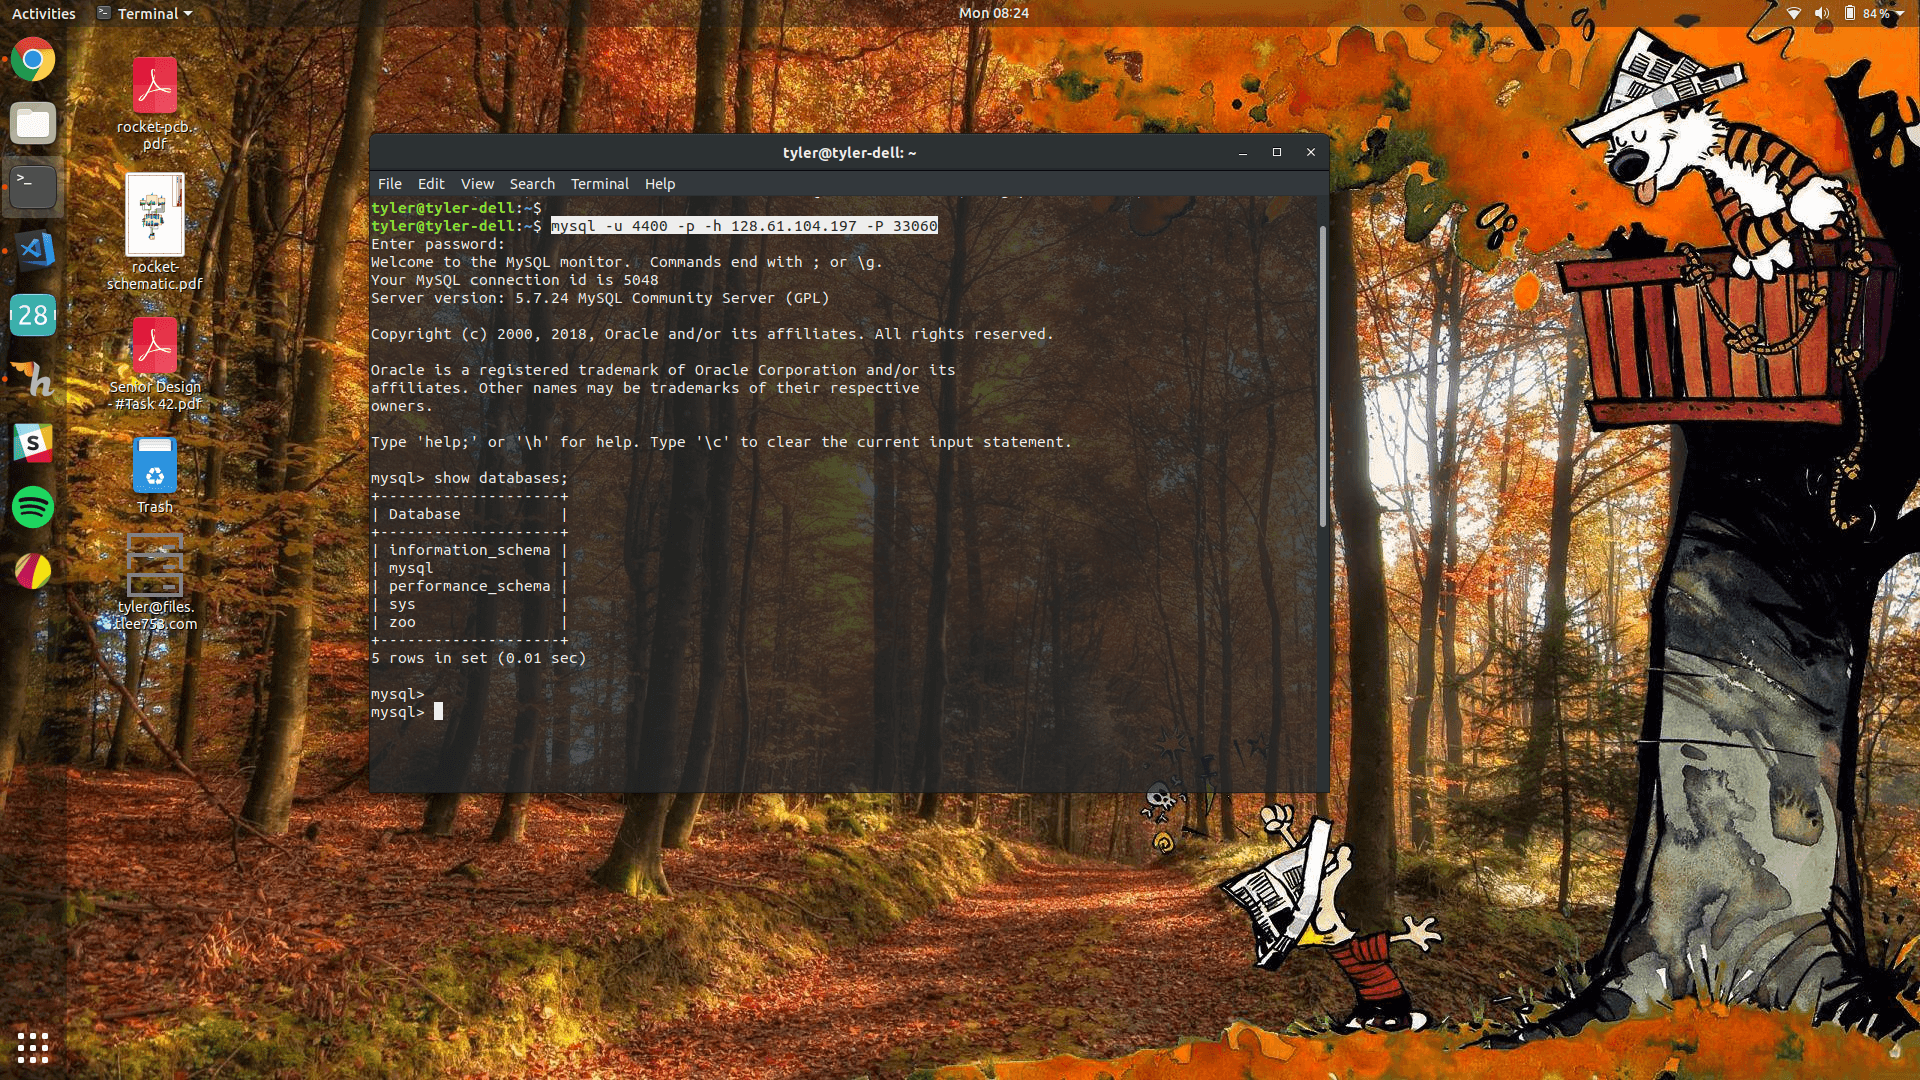 Activities
Terminal
Mon 08:24
84 %
rocket-pcb.
pdf
rocket-
schematic.pdf
Senior Design
- #Task 42.pdf
Trash
tyler@files.
tlee753.com
28
h
S
>_
tyler@tyler-dell: ~
File Edit View Search Terminal Help
tyler@tyler-dell:~$
tyler@tyler-dell:~$ mysql -u 4400 -p -h 128.61.104.197 -P 33060
Enter password:
Welcome to the MySQL monitor.  Commands end with ; or \g.
Your MySQL connection id is 5048
Server version: 5.7.24 MySQL Community Server (GPL)
Copyright (c) 2000, 2018, Oracle and/or its affiliates. All rights reserved.
Oracle is a registered trademark of Oracle Corporation and/or its
affiliates. Other names may be trademarks of their respective
owners.
Type 'help;' or '\h' for help. Type '\c' to clear the current input statement.
mysql> show databases;
+--------------------+
| Database           |
+--------------------+
| information_schema |
| mysql              |
| performance_schema |
| sys                |
| zoo                |
+--------------------+
5 rows in set (0.01 sec)
mysql>
mysql>